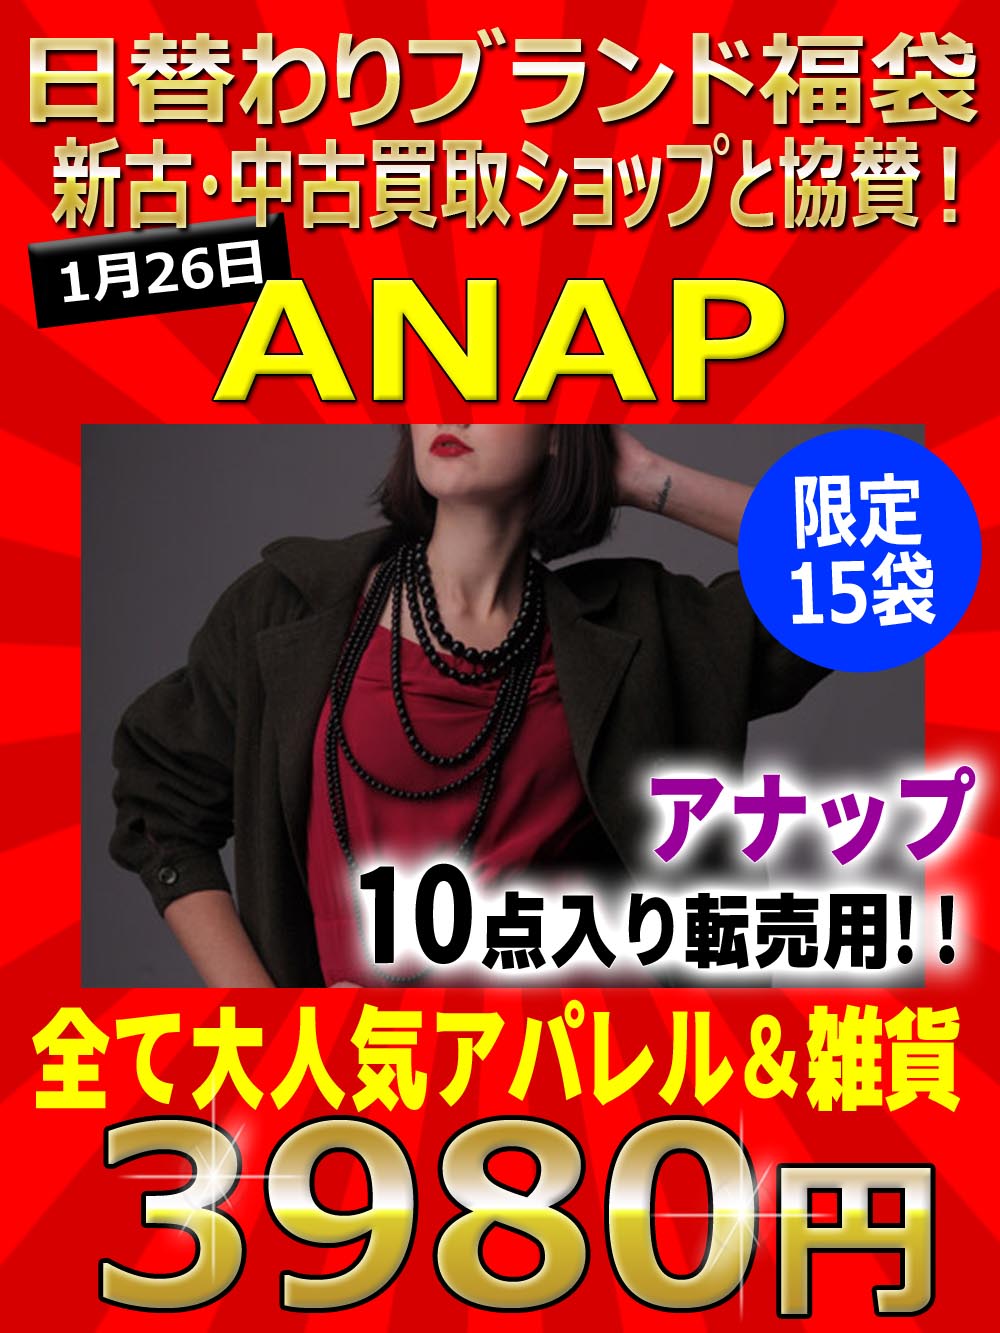 日替わりブランド福袋
新古・中古買取ショップと協賛！
1月26日
ANAP
限定
15袋
アナップ
10点入り転売用!!
全て大人気アパレル＆雑貨
3980円